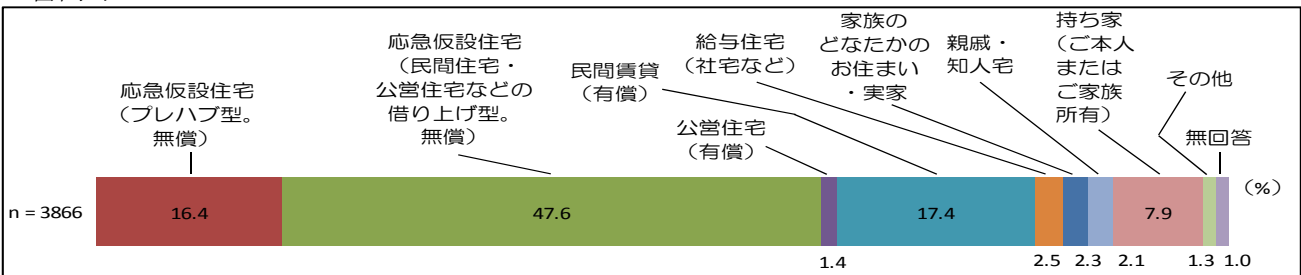 応急仮設住宅
（プレハブ型。
無償）
応急仮設住宅
（民間住宅・
公営住宅などの
借り上げ型。
無償）
公営住宅
（有償）
民間賃貸
（有償）
給与住宅
（社宅など）
家族の
どなたかの
お住まい
・実家
親戚・
知人宅
持ち家
（ご本人
または
ご家族
所有）
その他
無回答
（%）
n = 3866
16.4
47.6
1.4
17.4
2.5
2.3
2.1
7.9
1.3
1.0